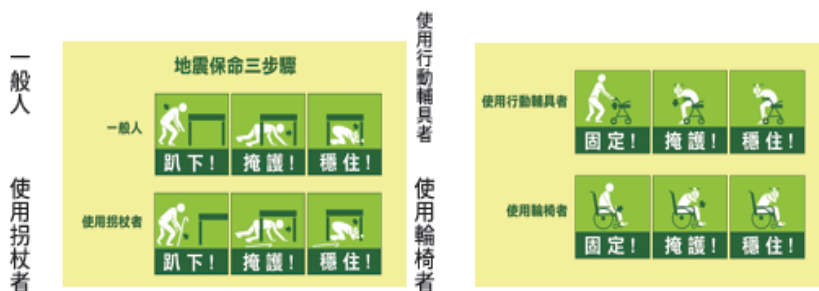 一般人
使用拐杖者
地震保命三步驟
一般人
趴下！ 掩護！ 穩住！
使用拐杖者
趴下！ 掩護！ 穩住！
使用行動輔具者
使用輪椅者
使用行動輔具者
固定！ 掩護！ 穩住！
使用輪椅者
固定！ 掩護！ 穩住！